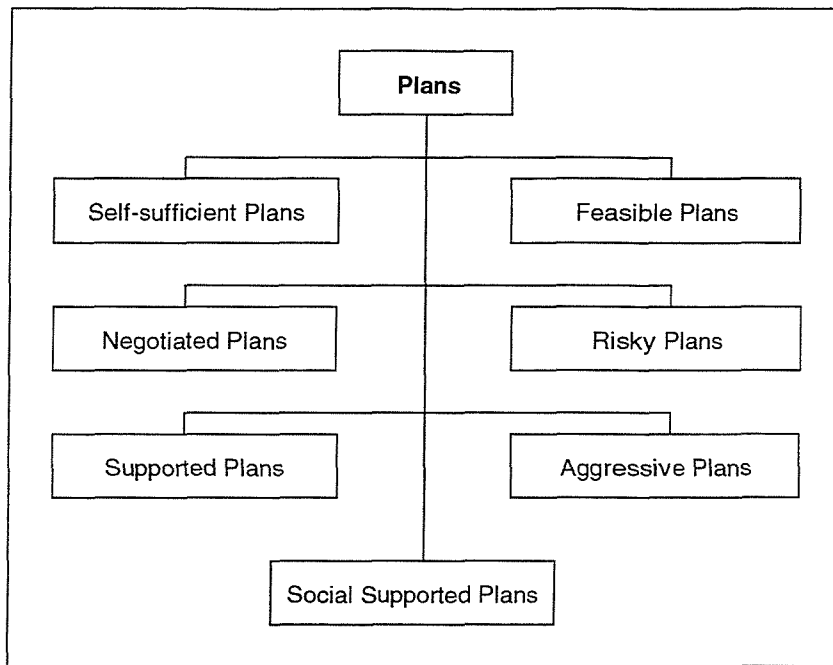 Plans
Self-sufficient Plans
Feasible Plans
Negotiated Plans
Risky Plans
Supported Plans
Aggressive Plans
Social Supported Plans